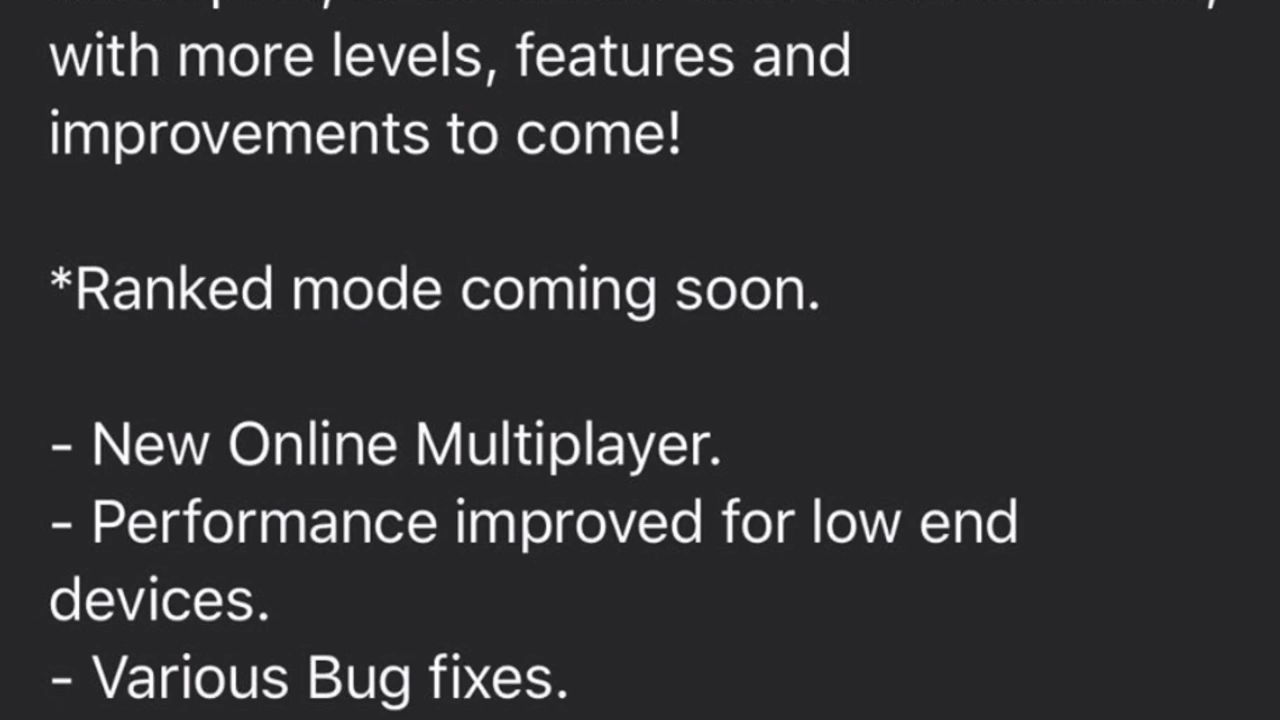 with more levels, features and
improvements to come!
*Ranked mode coming soon.
- New Online Multiplayer.
- Performance improved for low end
devices.
- Various Bug fixes.